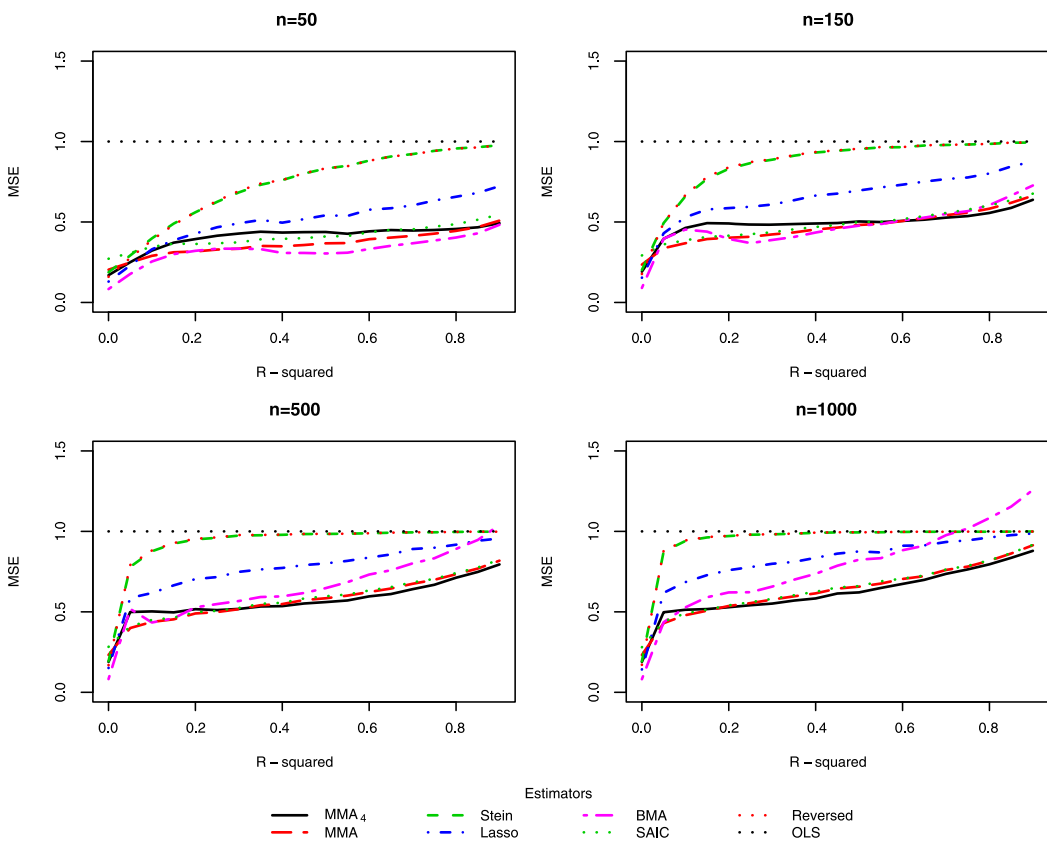 n=50
n=150
MSE
0.0 0.5 1.0 1.5
0.0 0.2 0.4 0.6 0.8
R – squared
MSE
0.0 0.5 1.0 1.5
0.0 0.2 0.4 0.6 0.8
R – squared
n=500
n=1000
MSE
0.0 0.5 1.0 1.5
0.0 0.2 0.4 0.6 0.8
R – squared
MSE
0.0 0.5 1.0 1.5
0.0 0.2 0.4 0.6 0.8
R – squared
Estimators
MMA4 Stein BMA Reversed
MMA Lasso SAIC OLS